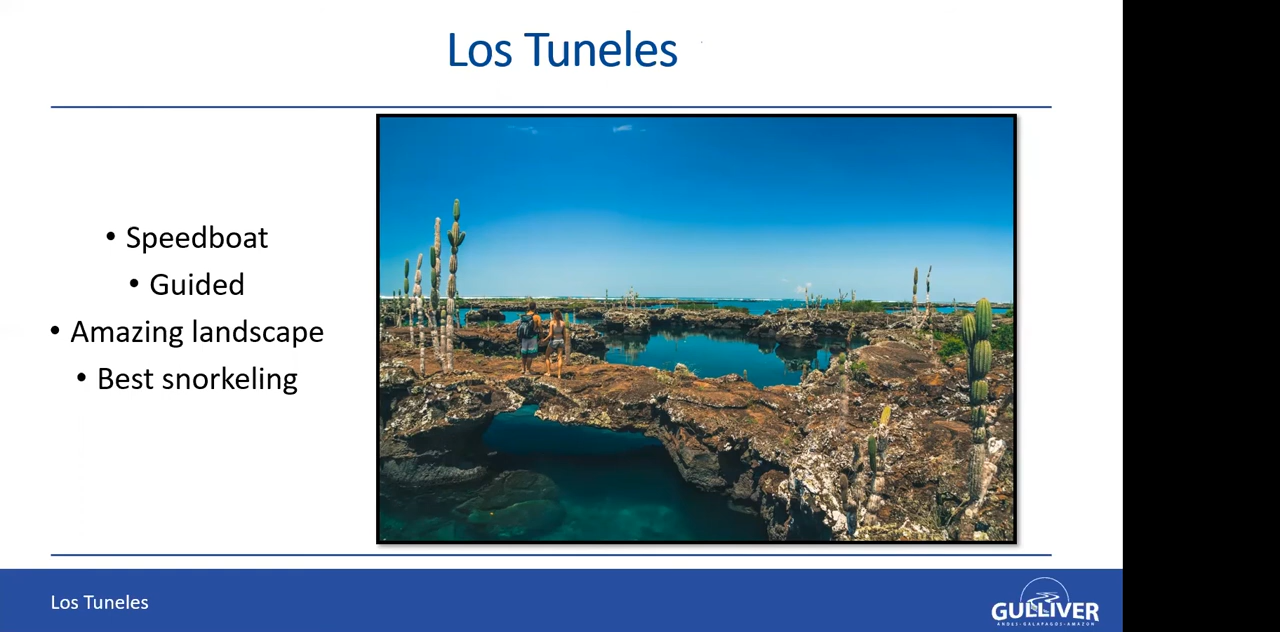 Los Tuneles
• Speedboat
• Guided
• Amazing landscape
• Best snorkeling
Los Tuneles
GULLIVER
ANDES·GALAPAGOS·AMAZON